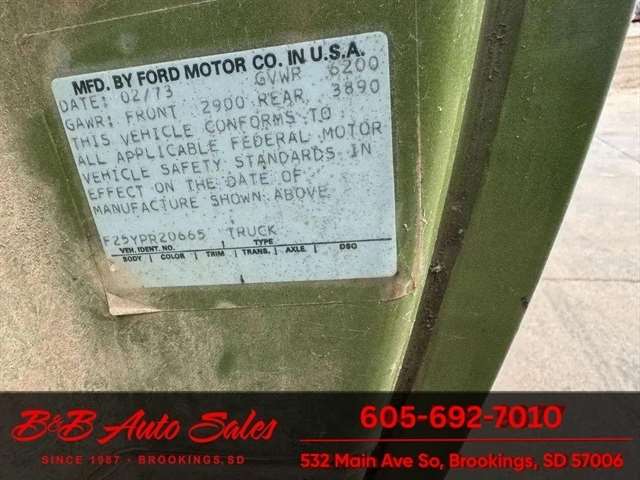 MFD. BY FORD MOTOR CO. IN U.S.A.
DATE: 02/73 GVWR 6200
GAWR: FRONT 2900 REAR 3890
THIS VEHICLE CONFORMS TO
ALL APPLICABLE FEDERAL MOTOR
VEHICLE SAFETY STANDARDS IN
EFFECT ON THE DATE OF
MANUFACTURE SHOWN ABOVE
F25YPR20665 TRUCK
VEH. IDENT. NO. TYPE
BODY COLOR TRIM TRANS. AXLE DSO
B&B Auto Sales
SINCE 1987 - BROOKINGS, SD
605-692-7010
532 Main Ave So, Brookings, SD 57006